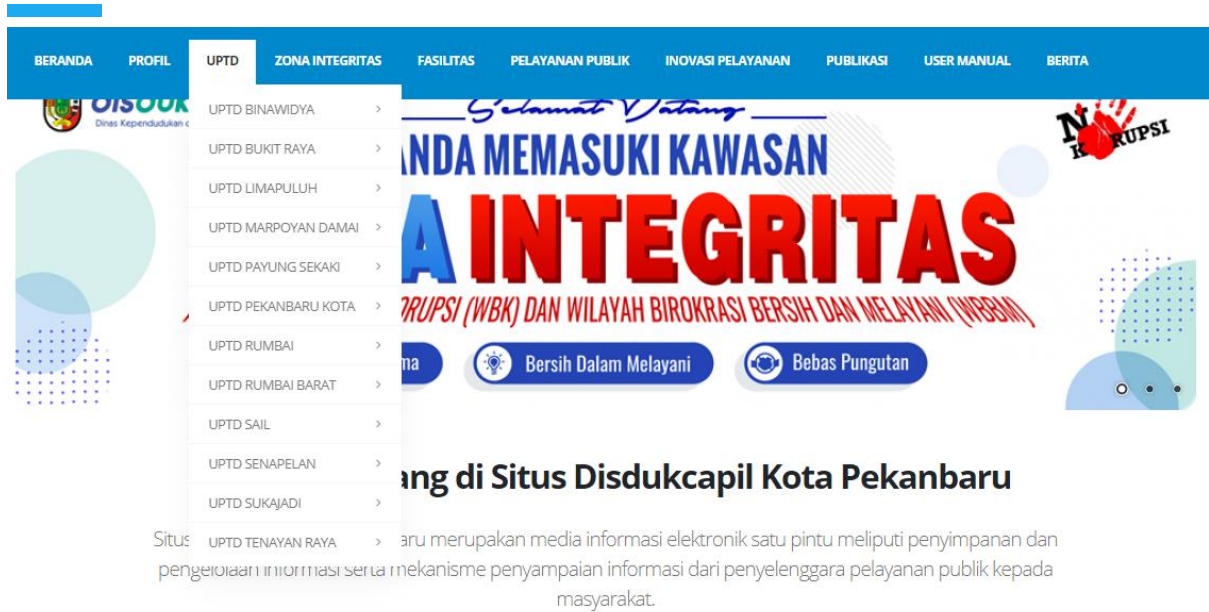 BERANDA PROFIL UPTD ZONA INTEGRITAS FASILITAS PELAYANAN PUBLIK INOVASI PELAYANAN PUBLIKASI USER MANUAL BERITA
UPTD BINAWIDYA
UPTD BUKIT RAYA
UPTD LIMAPULUH
UPTD MARPOYAN DAMAI
UPTD PAYUNG SEKAKI
UPTD PEKANBARU KOTA
UPTD RUMBAI
UPTD RUMBAI BARAT
UPTD SAIL
UPTD SENAPELAN
UPTD SUKAJADI
UPTD TENAYAN RAYA
Dinas Kependudukan
Selamat Datang
NDA MEMASUKI KAWASAN
A INTEGRITAS
RUPSI (WBK) DAN WILAYAH BIROKRASI BERSIH DAN MELAYANI (WBBM)
ma Bersih Dalam Melayani Bebas Pungutan
NO KORUPSI
ang di Situs Disdukcapil Kota Pekanbaru
Situs aru merupakan media informasi elektronik satu pintu meliputi penyimpanan dan
pengelolaan informasi serta mekanisme penyampaian informasi dari penyelenggara pelayanan publik kepada
masyarakat.